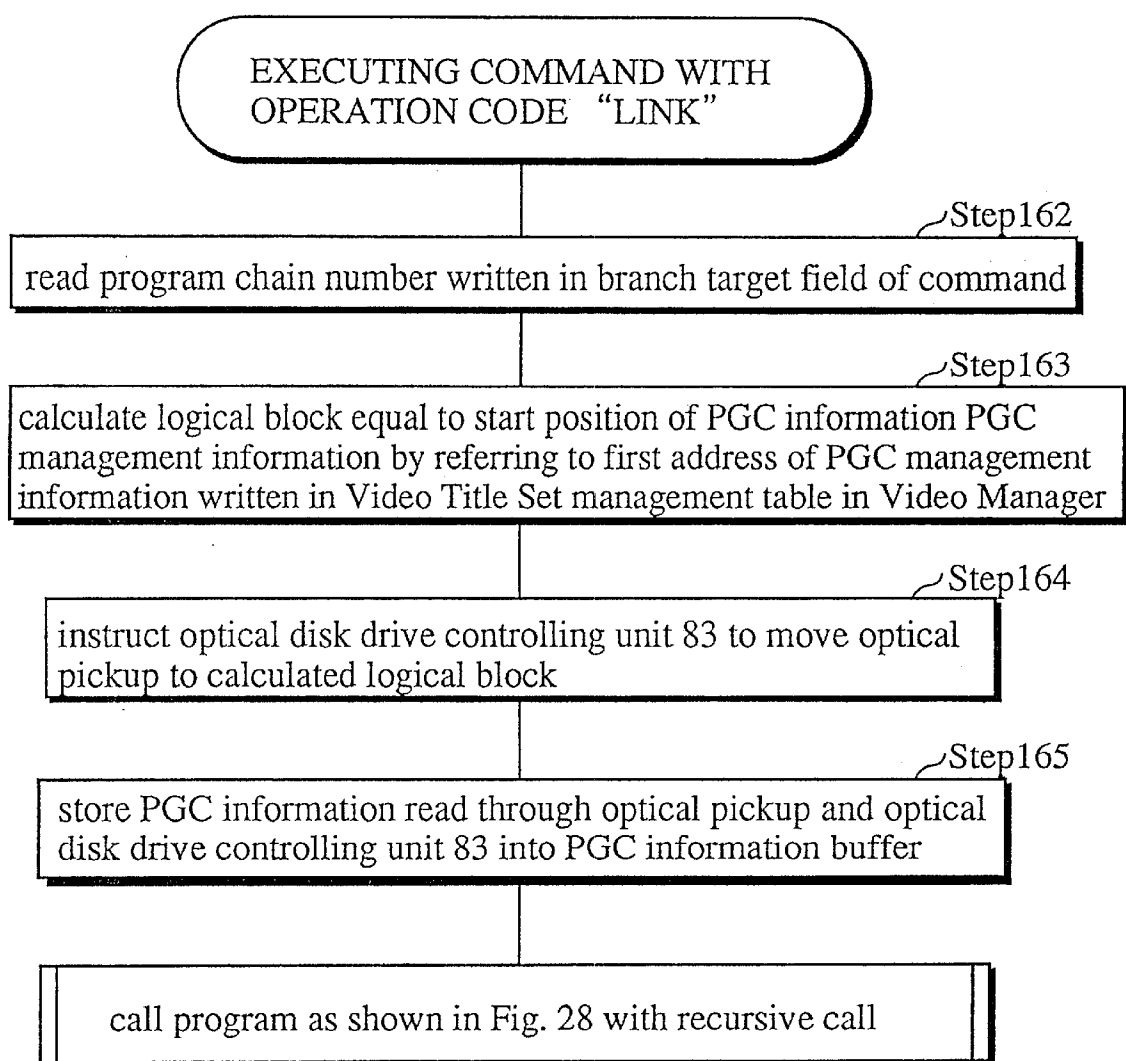 EXECUTING COMMAND WITH
OPERATION CODE “LINK”
Step162
read program chain number written in branch target field of command
Step163
calculate logical block equal to start position of PGC information PGC
management information by referring to first address of PGC management
information written in Video Title Set management table in Video Manager
Step164
instruct optical disk drive controlling unit 83 to move optical
pickup to calculated logical block
Step165
store PGC information read through optical pickup and optical
disk drive controlling unit 83 into PGC information buffer
call program as shown in Fig. 28 with recursive call